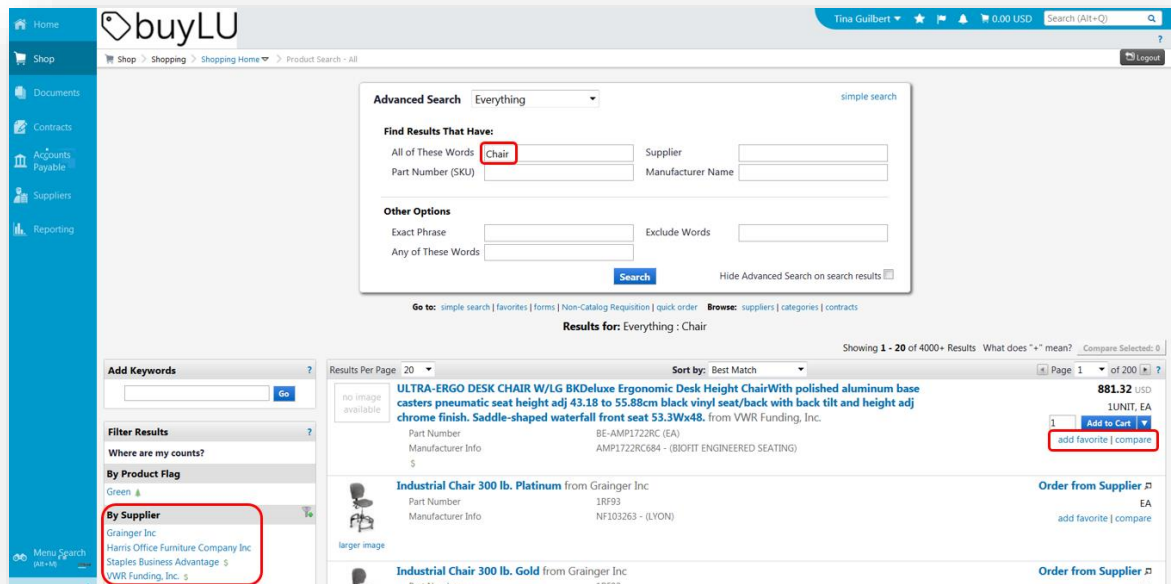 Home
buyLU
Tina Guilbert
0.00 USD
Search (Alt+Q)
?
Shop
Shop > Shopping > Shopping Home > Product Search - All
Logout
Documents
Contracts
Accounts Payable
Suppliers
Reporting
Menu Search
(Alt+M)
Advanced Search Everything simple search
Find Results That Have:
All of These Words Chair Supplier
Part Number (SKU) Manufacturer Name
Other Options
Exact Phrase Exclude Words
Any of These Words
Search Hide Advanced Search on search results
Go to: simple search | favorites | forms | Non-Catalog Requisition | quick order Browse: suppliers | categories | contracts
Results for: Everything : Chair
Showing 1 - 20 of 4000+ Results What does "+" mean? Compare Selected: 0
Add Keywords ?
Go
Filter Results ?
Where are my counts?
By Product Flag
Green
By Supplier
Grainger Inc
Harris Office Furniture Company Inc
Staples Business Advantage $
VWR Funding, Inc. $
Results Per Page 20 Sort by: Best Match Page 1 of 200 ?
no image available
ULTRA-ERGO DESK CHAIR W/LG BKDeluxe Ergonomic Desk Height ChairWith polished aluminum base
casters pneumatic seat height adj 43.18 to 55.88cm black vinyl seat/back with back tilt and height adj
chrome finish. Saddle-shaped waterfall front seat 53.3Wx48. from VWR Funding, Inc.
Part Number BE-AMP1722RC (EA)
Manufacturer Info AMP1722RC684 - (BIOFIT ENGINEERED SEATING)
$
881.32 USD
1UNIT, EA
1 Add to Cart
add favorite | compare
Industrial Chair 300 lb. Platinum from Grainger Inc
Part Number 1RF93
Manufacturer Info NF103263 - (LYON)
larger image
Order from Supplier
EA
add favorite | compare
Industrial Chair 300 lb. Gold from Grainger Inc
Order from Supplier